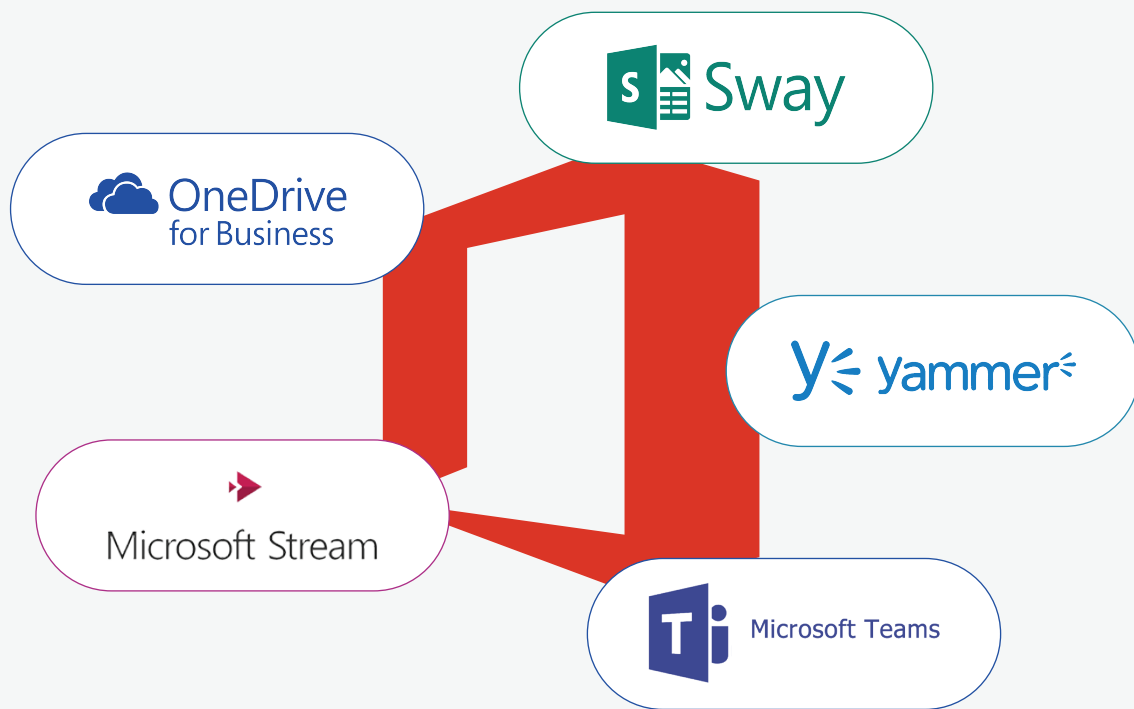 S Sway
OneDrive
for Business
y yammer
Microsoft Stream
T Microsoft Teams